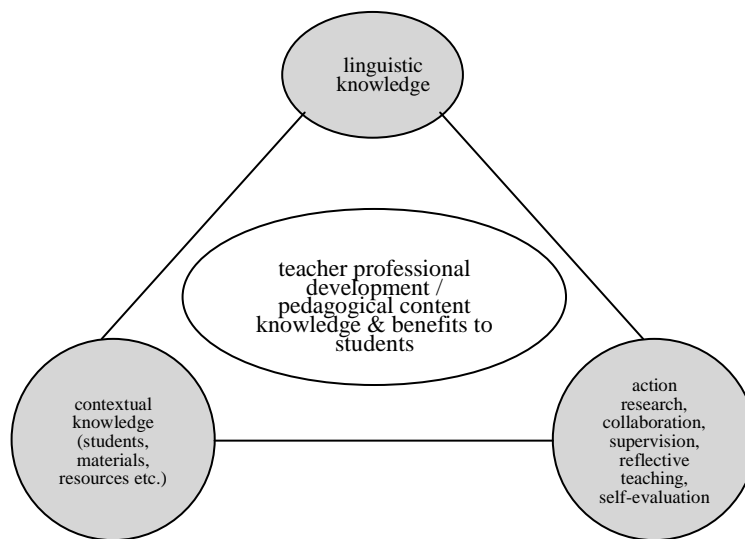 linguistic
knowledge
teacher professional
development /
pedagogical content
knowledge & benefits to
students
contextual
knowledge
(students,
materials,
resources etc.)
action
research,
collaboration,
supervision,
reflective
teaching,
self-evaluation